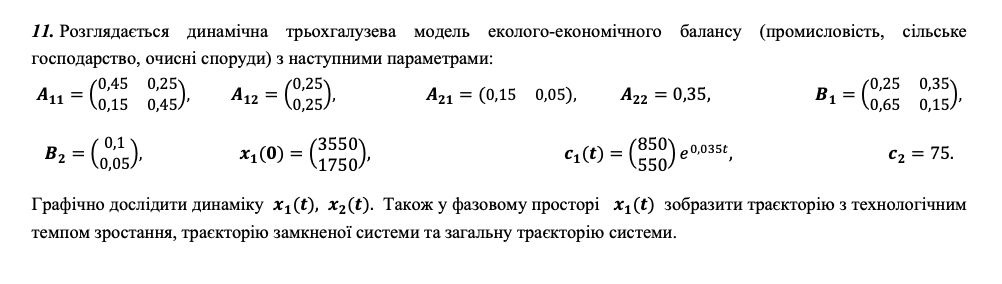 11. Розглядається динамічна трьохгалузева модель еколого-економічного балансу (промисловість, сільське
господарство, очисні споруди) з наступними параметрами:
A₁₁ = (0,45 0,25
0,15 0,45), A₁₂ = (0,25
0,25), A₂₁ = (0,15 0,05), A₂₂ = 0,35, B₁ = (0,25 0,35
0,65 0,15),
B₂ = (0,1
0,05), x₁(0) = (3550
1750), c₁(t) = (850
550) e^0,035t, c₂ = 75.
Графічно дослідити динаміку x₁(t), x₂(t). Також у фазовому просторі x₁(t) зобразити траєкторію з технологічним
темпом зростання, траєкторію замкненої системи та загальну траєкторію системи.